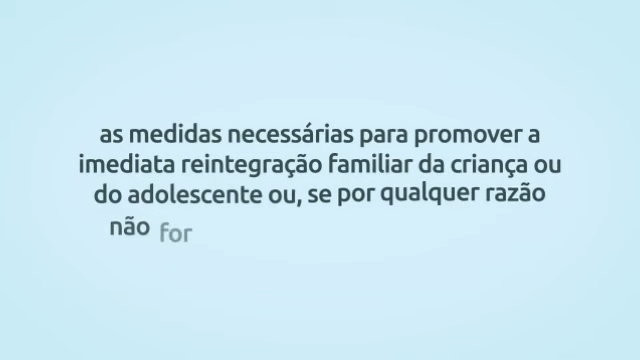 as medidas necessárias para promover a
imediata reintegração familiar da criança ou
do adolescente ou, se por qualquer razão
não for